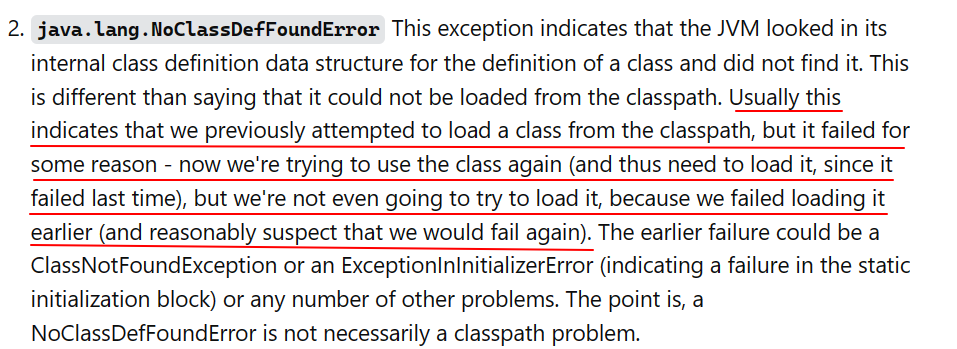 2. java.lang.NoClassDefFoundError This exception indicates that the JVM looked in its
internal class definition data structure for the definition of a class and did not find it. This
is different than saying that it could not be loaded from the classpath. Usually this
indicates that we previously attempted to load a class from the classpath, but it failed for
some reason - now we're trying to use the class again (and thus need to load it, since it
failed last time), but we're not even going to try to load it, because we failed loading it
earlier (and reasonably suspect that we would fail again). The earlier failure could be a
ClassNotFoundException or an ExceptionInInitializerError (indicating a failure in the static
initialization block) or any number of other problems. The point is, a
NoClassDefFoundError is not necessarily a classpath problem.